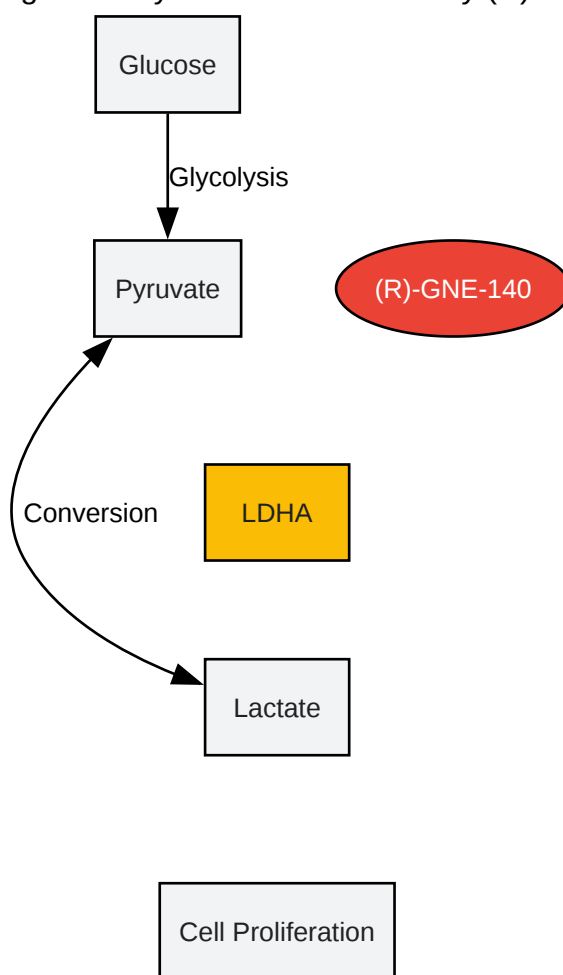 Glucose
Glycolysis
Pyruvate
(R)-GNE-140
Conversion
LDHA
Lactate
Cell Proliferation